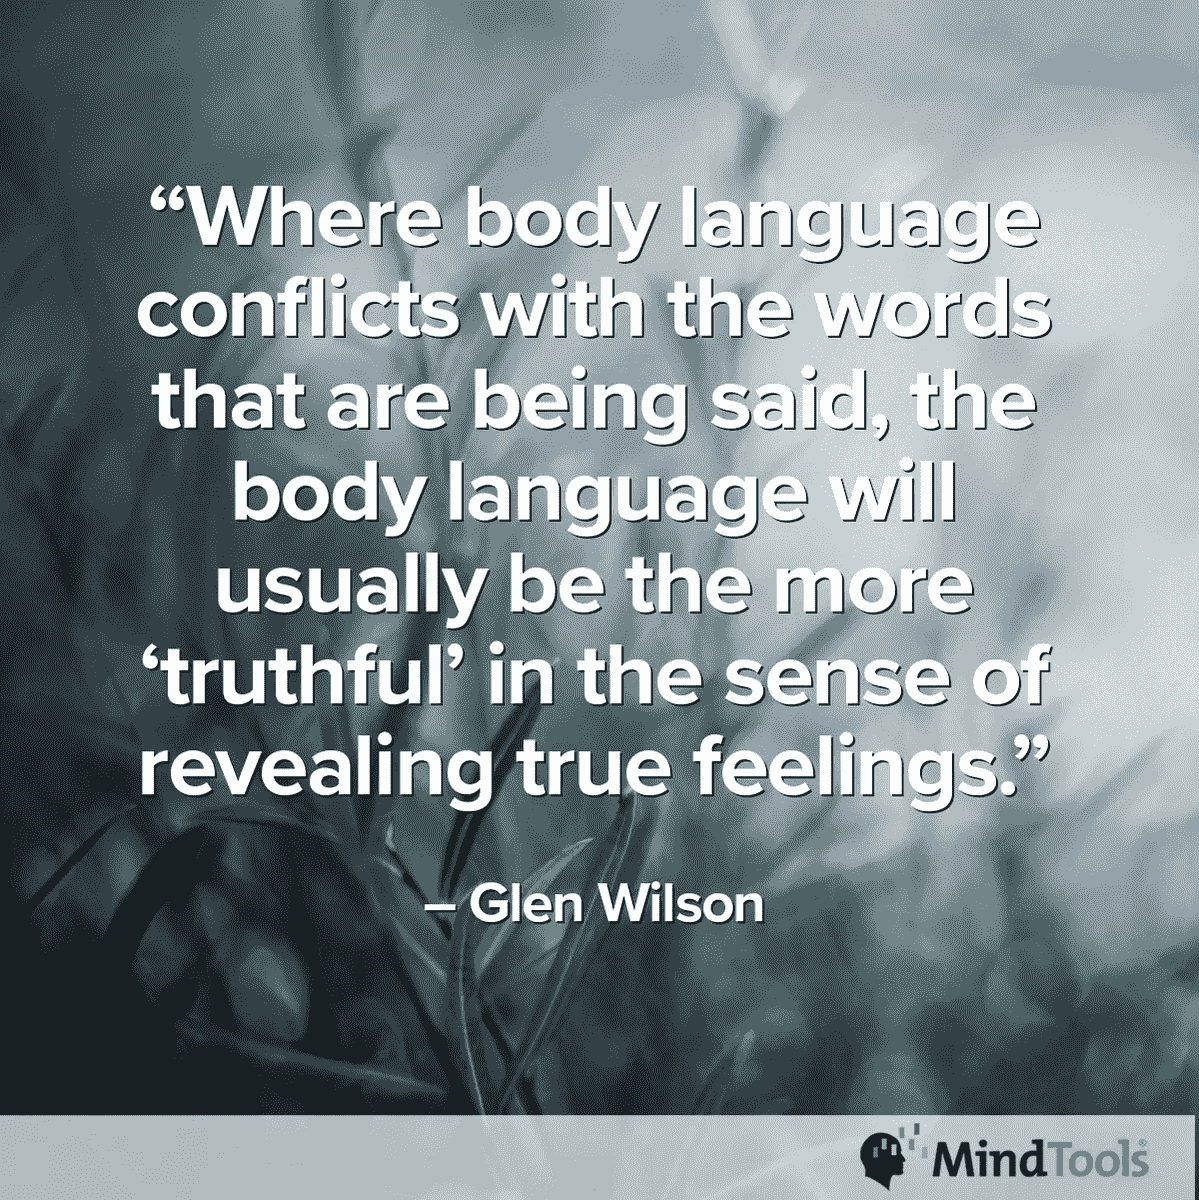 “Where body language
conflicts with the words
that are being said, the
body language will
usually be the more
‘truthful’ in the sense of
revealing true feelings.”
– Glen Wilson
MindTools®